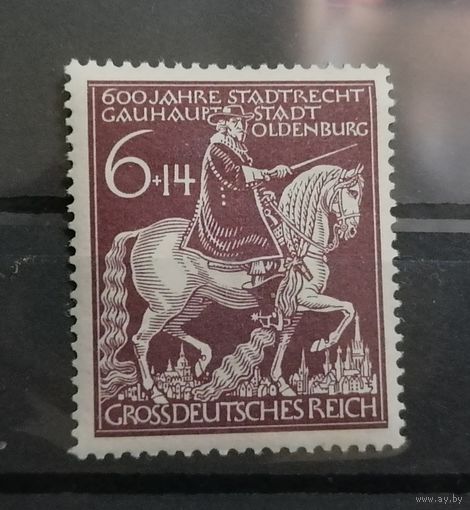 600 JAHRE STADTRECHT
GAUHAUPTSTADT
OLDENBURG
6+14
GROSSDEUTSCHES REICH
www.ay.by